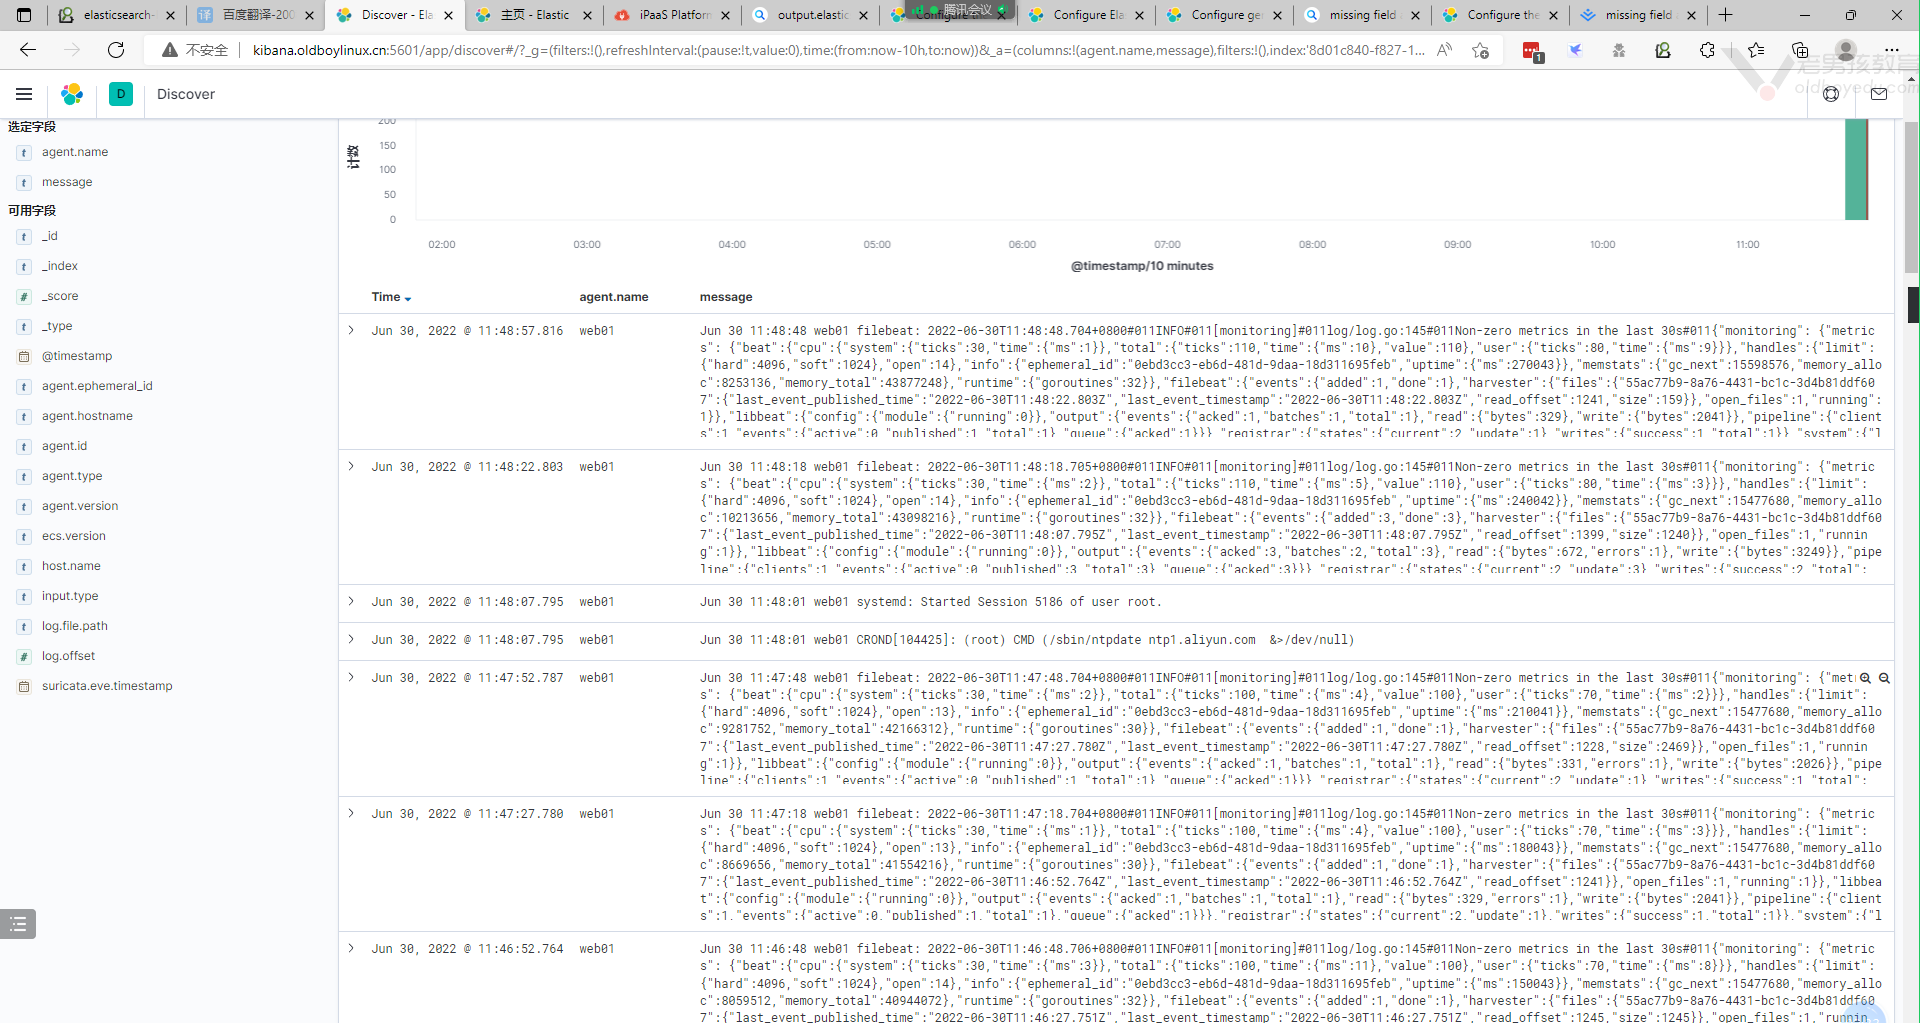 elasticsearch-
百度翻译-200
Discover - Ela
主页 - Elastic
iPaaS Platform
output.elastic
Configure
腾讯会议
Configure Ela
Configure ge
missing field
Configure the
missing field
不安全
kibana.oldboylinux.cn:5601/app/discover#/?_g=(filters:!(),refreshInterval:(pause:!t,value:0),time:(from:now-10h,to:now))&_a=(columns:!(agent.name,message),filters:!(),index:'8d01c840-f827-1...
1
老男孩教育
oldboyedu.com
D
Discover
选定字段
agent.name
message
可用字段
_id
_index
_score
_type
@timestamp
agent.ephemeral_id
agent.hostname
agent.id
agent.type
agent.version
ecs.version
host.name
input.type
log.file.path
log.offset
suricata.eve.timestamp
计数
200
150
100
50
0
02:00 03:00 04:00 05:00 06:00 07:00 08:00 09:00 10:00 11:00
@timestamp/10 minutes
Time agent.name message
Jun 30, 2022 @ 11:48:57.816 web01 Jun 30 11:48:48 web01 filebeat: 2022-06-30T11:48:48.704+0800#011INFO#011[monitoring]#011log/log.go:145#011Non-zero metrics in the last 30s#011{"monitoring": {"metric
s": {"beat":{"cpu":{"system":{"ticks":30,"time":{"ms":1}},"total":{"ticks":110,"time":{"ms":10},"value":110},"user":{"ticks":80,"time":{"ms":9}}},"handles":{"limit":
{"hard":4096,"soft":1024},"open":14},"info":{"ephemeral_id":"0ebd3cc3-eb6d-481d-9daa-18d311695feb","uptime":{"ms":270043}},"memstats":{"gc_next":15598576,"memory_allo
c":8253136,"memory_total":43877248},"runtime":{"goroutines":32}},"filebeat":{"events":{"added":1,"done":1},"harvester":{"files":{"55ac77b9-8a76-4431-bc1c-3d4b81ddf60
7":{"last_event_published_time":"2022-06-30T11:48:22.803Z","last_event_timestamp":"2022-06-30T11:48:22.803Z","read_offset":1241,"size":159}},"open_files":1,"running":
1}},"libbeat":{"config":{"module":{"running":0}},"output":{"events":{"acked":1,"batches":1,"total":1},"read":{"bytes":329},"write":{"bytes":2041}},"pipeline":{"client
s":1,"events":{"active":0,"published":1,"total":1},"queue":{"acked":1}}},"registrar":{"states":{"current":2,"update":1},"writes":{"success":1,"total":1}},"system":{"l
Jun 30, 2022 @ 11:48:22.803 web01 Jun 30 11:48:18 web01 filebeat: 2022-06-30T11:48:18.705+0800#011INFO#011[monitoring]#011log/log.go:145#011Non-zero metrics in the last 30s#011{"monitoring": {"metric
s": {"beat":{"cpu":{"system":{"ticks":30,"time":{"ms":2}},"total":{"ticks":110,"time":{"ms":5},"value":110},"user":{"ticks":80,"time":{"ms":3}}},"handles":{"limit":
{"hard":4096,"soft":1024},"open":14},"info":{"ephemeral_id":"0ebd3cc3-eb6d-481d-9daa-18d311695feb","uptime":{"ms":240042}},"memstats":{"gc_next":15477680,"memory_allo
c":10213656,"memory_total":43098216},"runtime":{"goroutines":32}},"filebeat":{"events":{"added":3,"done":3},"harvester":{"files":{"55ac77b9-8a76-4431-bc1c-3d4b81ddf60
7":{"last_event_published_time":"2022-06-30T11:48:07.795Z","last_event_timestamp":"2022-06-30T11:48:07.795Z","read_offset":1399,"size":1240}},"open_files":1,"runnin
g":1}},"libbeat":{"config":{"module":{"running":0}},"output":{"events":{"acked":3,"batches":2,"total":3},"read":{"bytes":672,"errors":1},"write":{"bytes":3249}},"pipe
line":{"clients":1,"events":{"active":0,"published":3,"total":3},"queue":{"acked":3}}},"registrar":{"states":{"current":2,"update":3},"writes":{"success":2,"total":
Jun 30, 2022 @ 11:48:07.795 web01 Jun 30 11:48:01 web01 systemd: Started Session 5186 of user root.
Jun 30, 2022 @ 11:48:07.795 web01 Jun 30 11:48:01 web01 CROND[104425]: (root) CMD (/sbin/ntpdate ntp1.aliyun.com &>/dev/null)
Jun 30, 2022 @ 11:47:52.787 web01 Jun 30 11:47:48 web01 filebeat: 2022-06-30T11:47:48.704+0800#011INFO#011[monitoring]#011log/log.go:145#011Non-zero metrics in the last 30s#011{"monitoring": {"met
s": {"beat":{"cpu":{"system":{"ticks":30,"time":{"ms":2}},"total":{"ticks":100,"time":{"ms":4},"value":100},"user":{"ticks":70,"time":{"ms":2}}},"handles":{"limit":
{"hard":4096,"soft":1024},"open":13},"info":{"ephemeral_id":"0ebd3cc3-eb6d-481d-9daa-18d311695feb","uptime":{"ms":210041}},"memstats":{"gc_next":15477680,"memory_allo
c":9281752,"memory_total":42166312},"runtime":{"goroutines":30}},"filebeat":{"events":{"added":1,"done":1},"harvester":{"files":{"55ac77b9-8a76-4431-bc1c-3d4b81ddf60
7":{"last_event_published_time":"2022-06-30T11:47:27.780Z","last_event_timestamp":"2022-06-30T11:47:27.780Z","read_offset":1228,"size":2469}},"open_files":1,"runnin
g":1}},"libbeat":{"config":{"module":{"running":0}},"output":{"events":{"acked":1,"batches":1,"total":1},"read":{"bytes":331,"errors":1},"write":{"bytes":2026}},"pipe
line":{"clients":1,"events":{"active":0,"published":1,"total":1},"queue":{"acked":1}}},"registrar":{"states":{"current":2,"update":1},"writes":{"success":1,"total":
Jun 30, 2022 @ 11:47:27.780 web01 Jun 30 11:47:18 web01 filebeat: 2022-06-30T11:47:18.704+0800#011INFO#011[monitoring]#011log/log.go:145#011Non-zero metrics in the last 30s#011{"monitoring": {"metric
s": {"beat":{"cpu":{"system":{"ticks":30,"time":{"ms":1}},"total":{"ticks":100,"time":{"ms":4},"value":100},"user":{"ticks":70,"time":{"ms":3}}},"handles":{"limit":
{"hard":4096,"soft":1024},"open":13},"info":{"ephemeral_id":"0ebd3cc3-eb6d-481d-9daa-18d311695feb","uptime":{"ms":180043}},"memstats":{"gc_next":15477680,"memory_allo
c":8669656,"memory_total":41554216},"runtime":{"goroutines":30}},"filebeat":{"events":{"added":1,"done":1},"harvester":{"files":{"55ac77b9-8a76-4431-bc1c-3d4b81ddf60
7":{"last_event_published_time":"2022-06-30T11:46:52.764Z","last_event_timestamp":"2022-06-30T11:46:52.764Z","read_offset":1241}},"open_files":1,"running":1}},"libbea
t":{"config":{"module":{"running":0}},"output":{"events":{"acked":1,"batches":1,"total":1},"read":{"bytes":329,"errors":1},"write":{"bytes":2041}},"pipeline":{"client
s":1,"events":{"active":0,"published":1,"total":1},"queue":{"acked":1}}},"registrar":{"states":{"current":2,"update":1},"writes":{"success":1,"total":1}},"system":{"l
Jun 30, 2022 @ 11:46:52.764 web01 Jun 30 11:46:48 web01 filebeat: 2022-06-30T11:46:48.706+0800#011INFO#011[monitoring]#011log/log.go:145#011Non-zero metrics in the last 30s#011{"monitoring": {"metric
s": {"beat":{"cpu":{"system":{"ticks":30,"time":{"ms":3}},"total":{"ticks":100,"time":{"ms":11},"value":100},"user":{"ticks":70,"time":{"ms":8}}},"handles":{"limit":
{"hard":4096,"soft":1024},"open":14},"info":{"ephemeral_id":"0ebd3cc3-eb6d-481d-9daa-18d311695feb","uptime":{"ms":150043}},"memstats":{"gc_next":15477680,"memory_allo
c":8059512,"memory_total":40944072},"runtime":{"goroutines":32}},"filebeat":{"events":{"added":1,"done":1},"harvester":{"files":{"55ac77b9-8a76-4431-bc1c-3d4b81ddf60
7":{"last_event_published_time":"2022-06-30T11:46:27.751Z","last_event_timestamp":"2022-06-30T11:46:27.751Z","read_offset":1245,"size":1245}},"open_files":1,"runnin